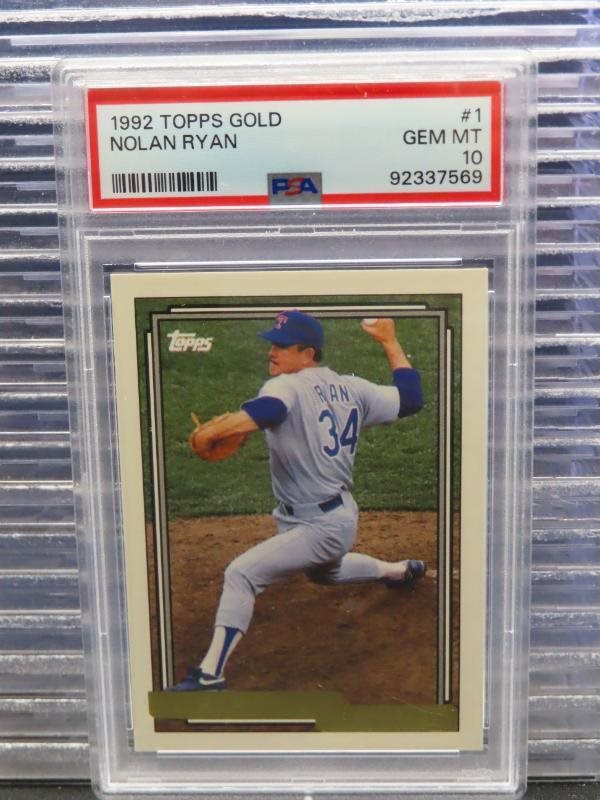 1992 TOPPS GOLD #1
NOLAN RYAN GEM MT
10
PSA 92337569
Topps
RYAN
34
T